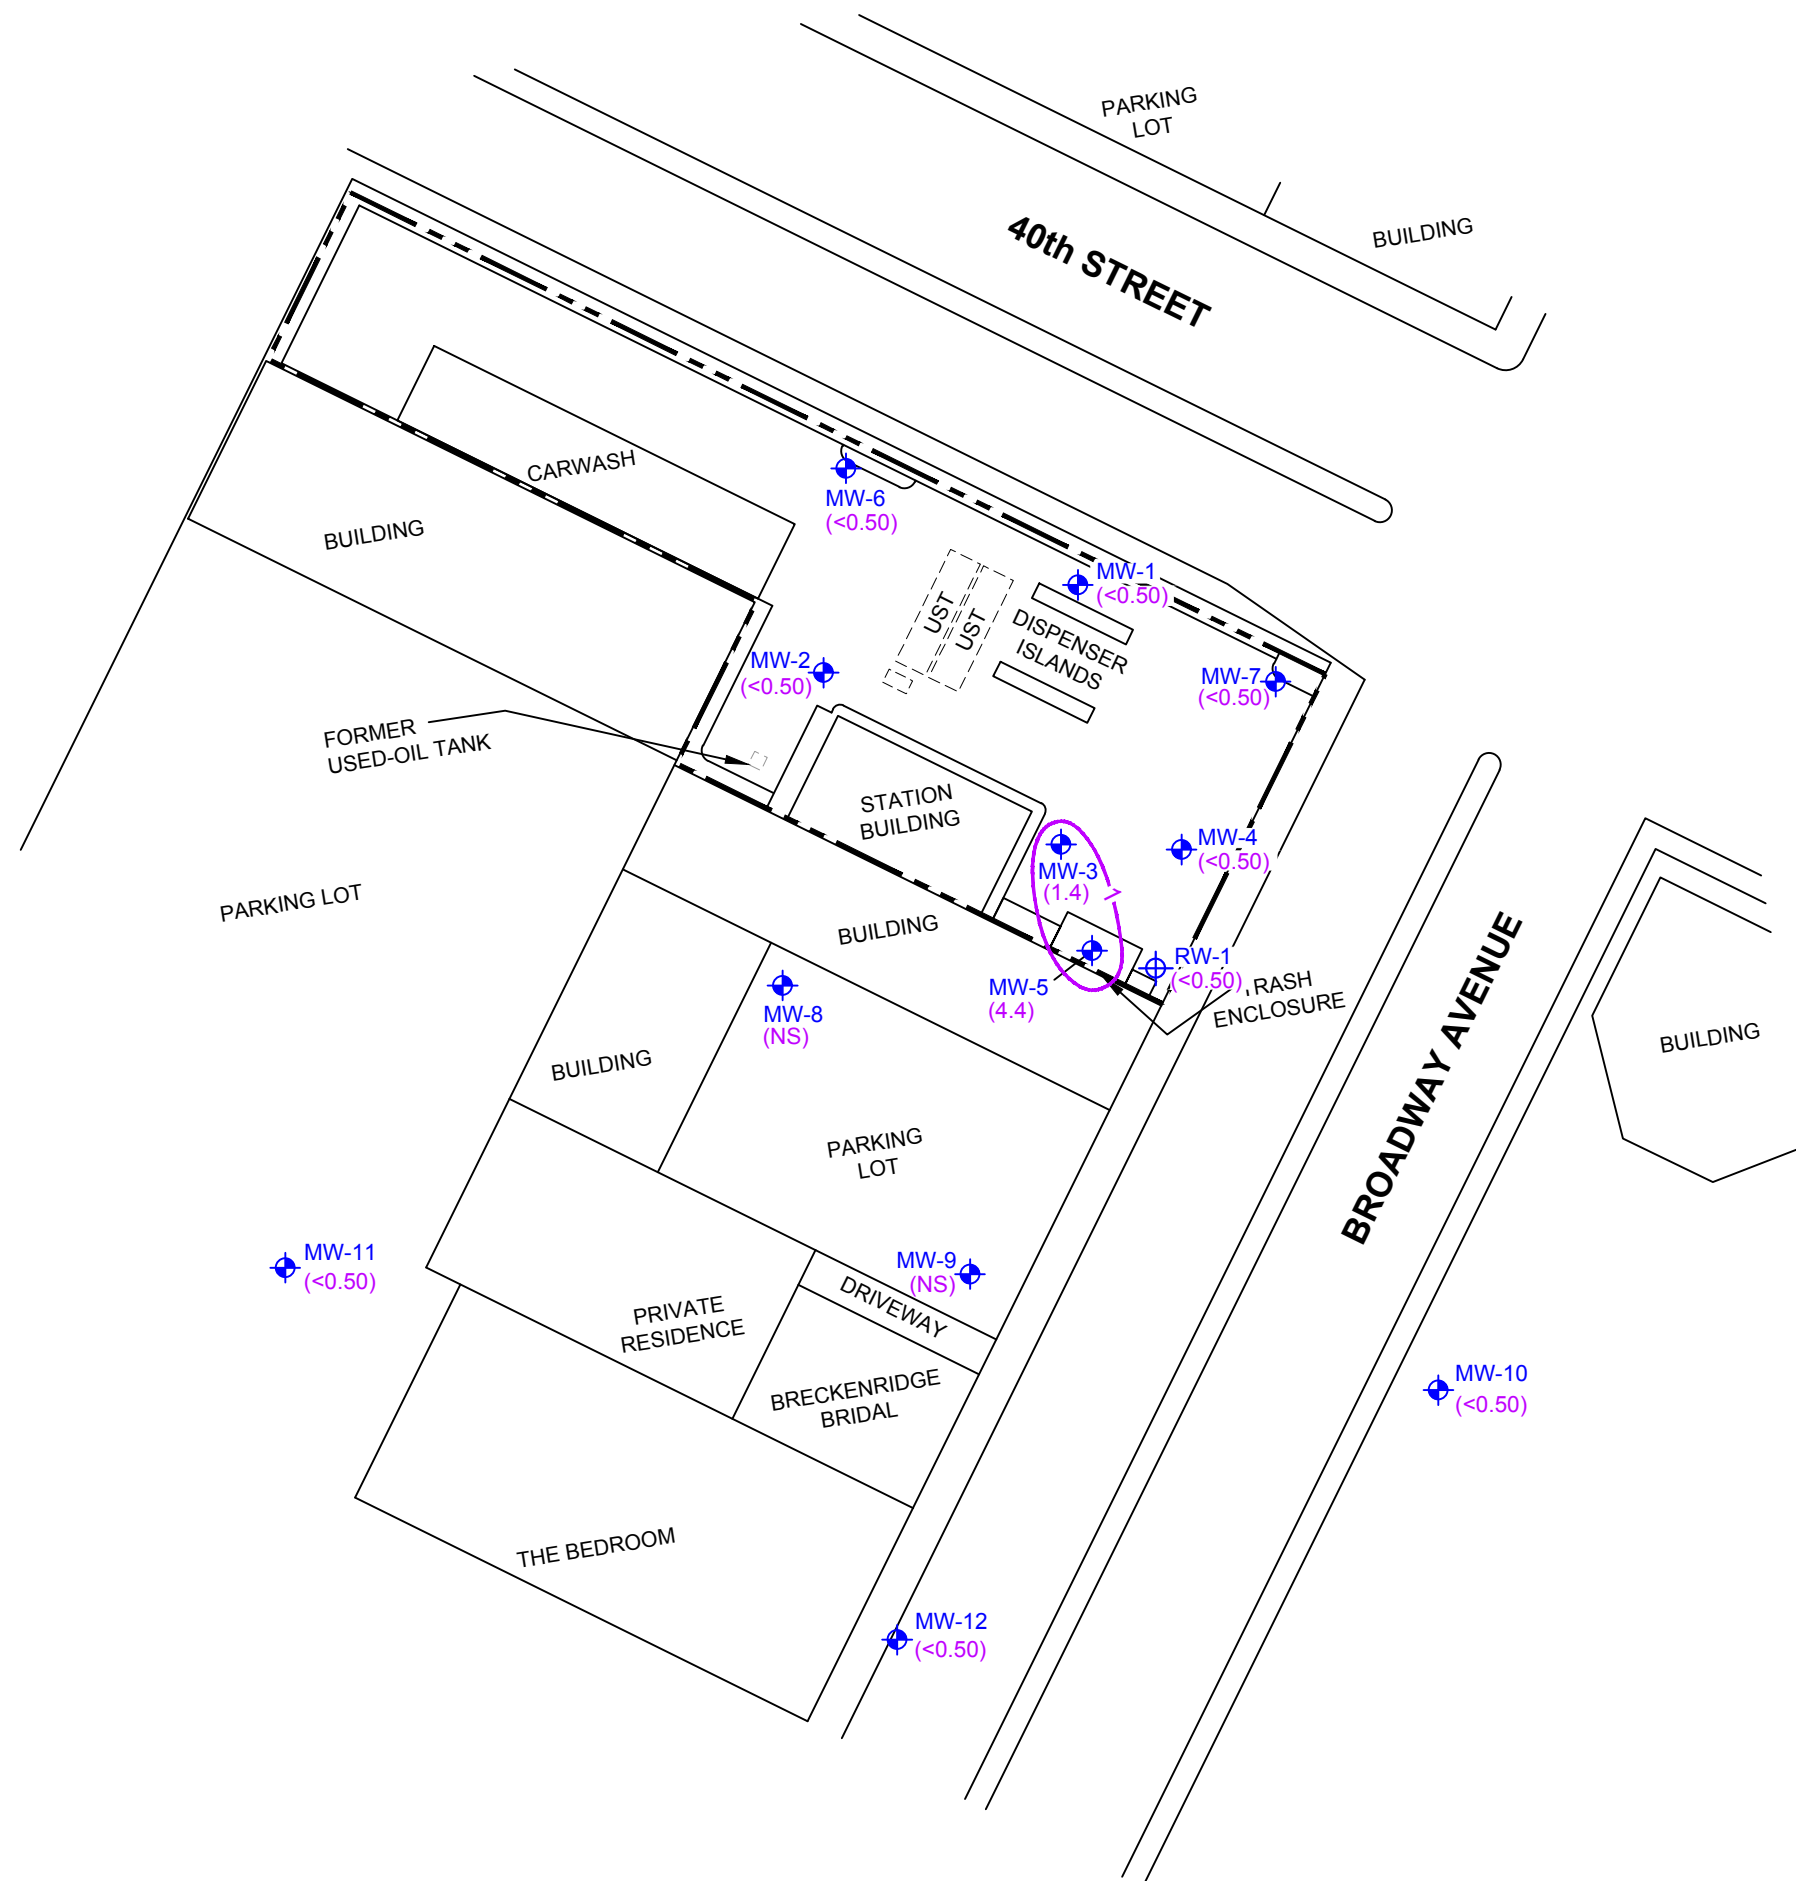 PARKING
LOT
BUILDING
40th STREET
CARWASH
BUILDING
MW-6
(<0.50)
MW-1
(<0.50)
UST
UST
DISPENSER
ISLANDS
MW-2
(<0.50)
MW-7
(<0.50)
FORMER
USED-OIL TANK
STATION
BUILDING
MW-4
(<0.50)
MW-3
(1.4)
1
PARKING LOT
BUILDING
RW-1
(<0.50)
MW-5
(4.4)
TRASH
ENCLOSURE
MW-8
(NS)
BROADWAY AVENUE
BUILDING
BUILDING
PARKING
LOT
MW-11
(<0.50)
MW-9
(NS)
DRIVEWAY
PRIVATE
RESIDENCE
BRECKENRIDGE
BRIDAL
MW-10
(<0.50)
THE BEDROOM
MW-12
(<0.50)